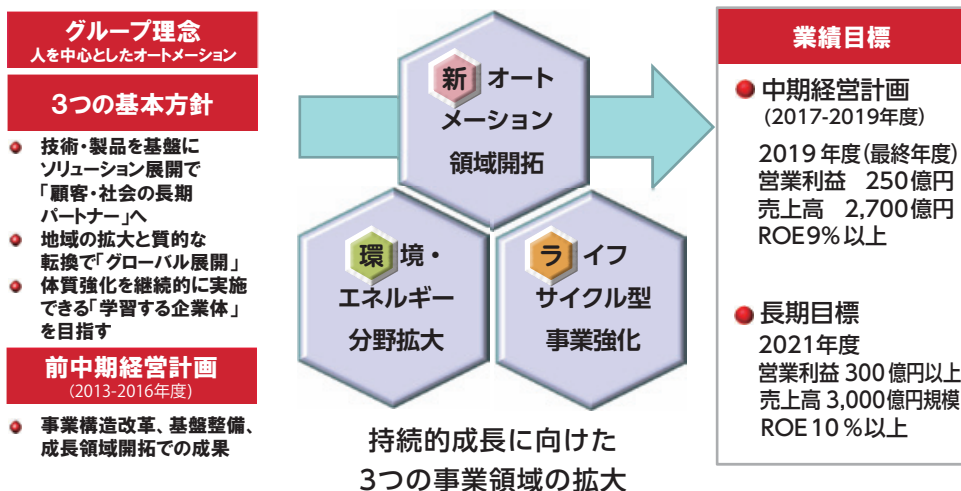 グループ理念
人を中心としたオートメーション
3つの基本方針
技術・製品を基盤に
ソリューション展開で
「顧客・社会の長期
パートナー」へ
地域の拡大と質的な
転換で「グローバル展開」
体質強化を継続的に実施
できる「学習する企業体」
を目指す
前中期経営計画
(2013-2016年度)
事業構造改革、基盤整備、
成長領域開拓での成果
新 オート
メーション
領域開拓
環 境・
エネルギー
分野拡大
ラ イフ
サイクル型
事業強化
持続的成長に向けた
3つの事業領域の拡大
業績目標
中期経営計画
(2017-2019年度)
2019年度(最終年度)
営業利益 250億円
売上高 2,700億円
ROE9%以上
長期目標
2021年度
営業利益 300億円以上
売上高 3,000億円規模
ROE10%以上